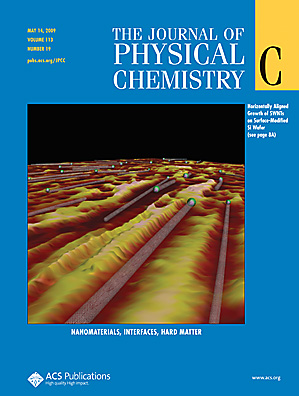 MAY 14, 2009
VOLUME 113
NUMBER 19
pubs.acs.org/JPCC
THE JOURNAL OF
PHYSICAL
CHEMISTRY
C
Horizontally Aligned
Growth of SWNTs
on Surface-Modified
Si Wafer
(see page 8A)
NANOMATERIALS, INTERFACES, HARD MATTER
ACS Publications
High quality. High impact.
www.acs.org